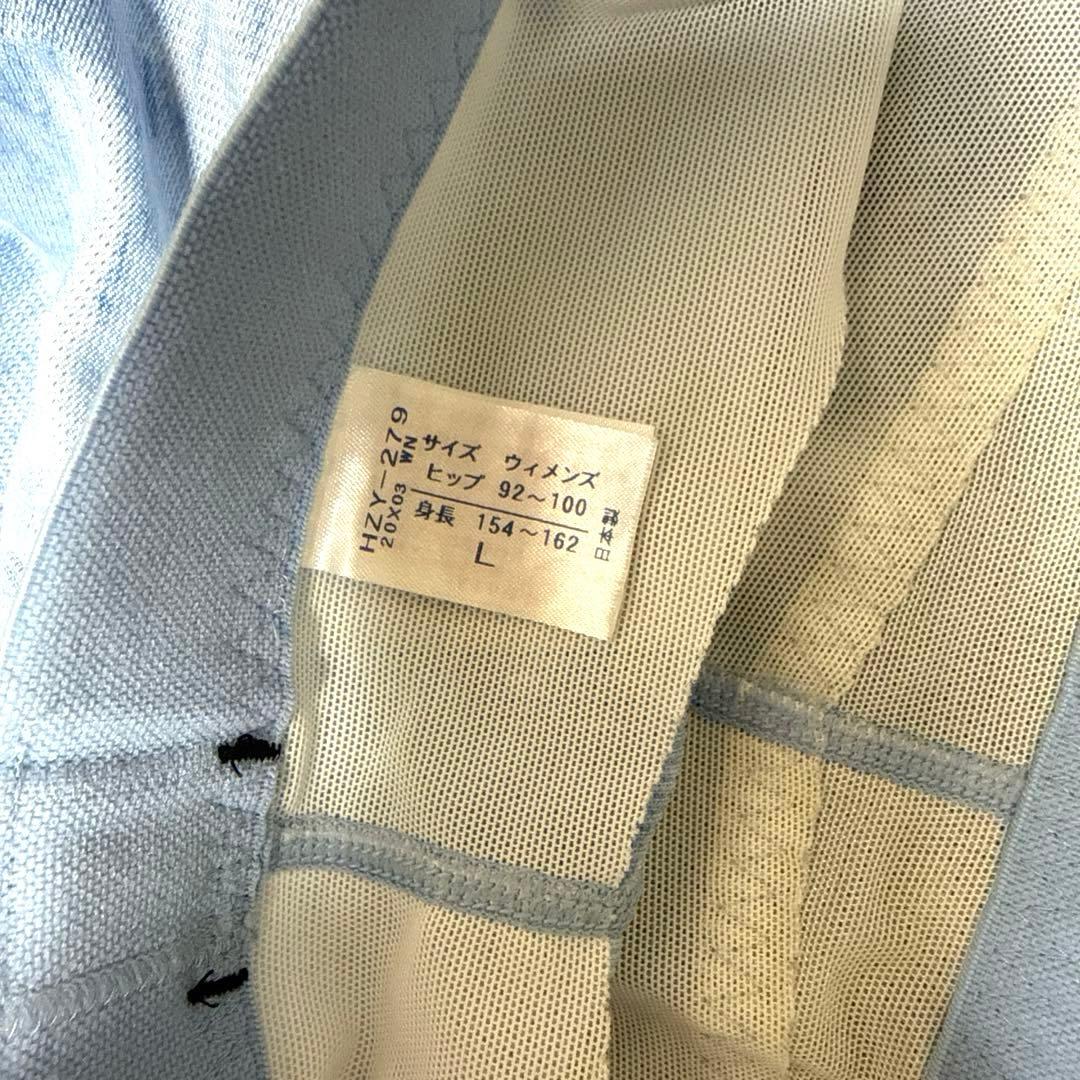 HZY-279
20X03 WN
サイズ ウィメンズ
ヒップ 92〜100
身長 154〜162
L
日本製